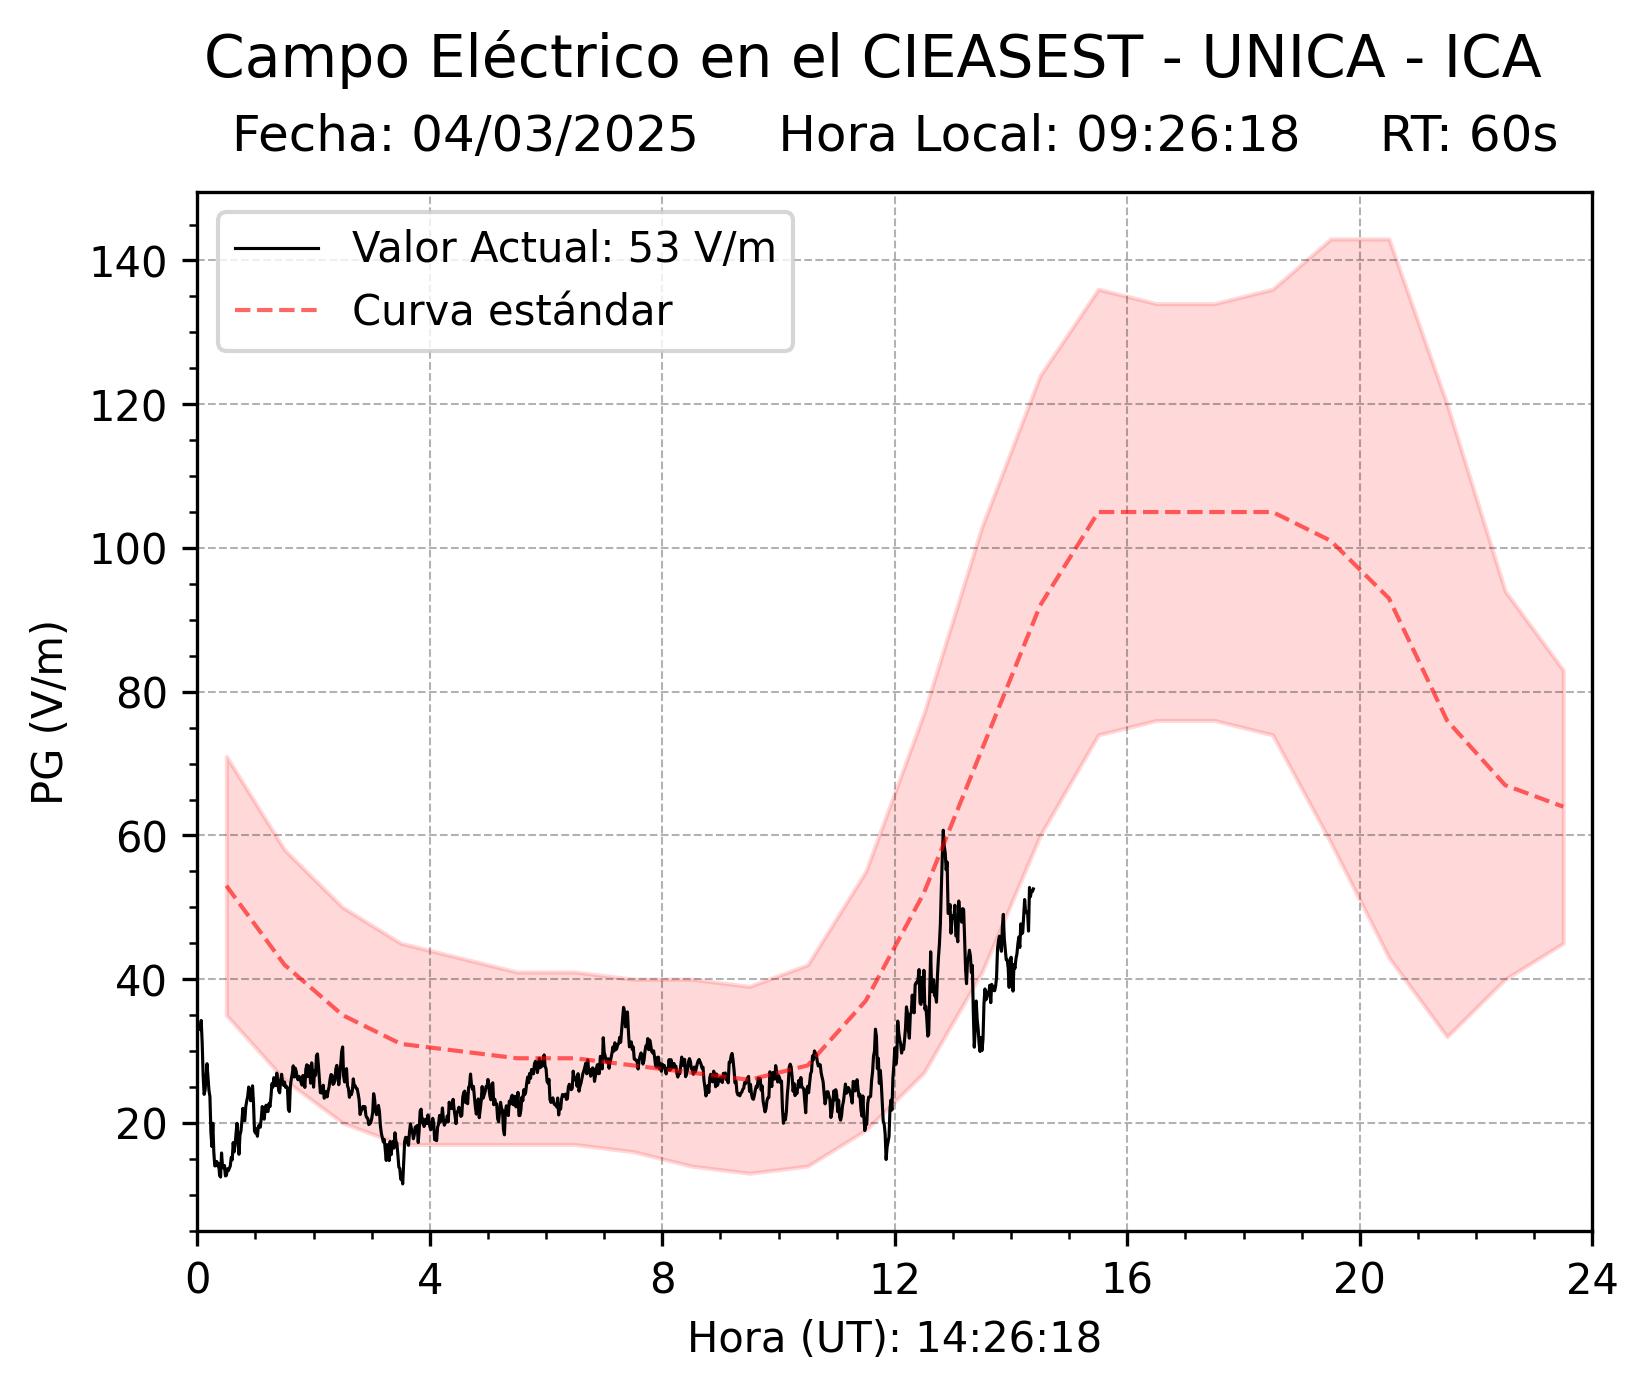 Campo Eléctrico en el CIEASEST - UNICA - ICA
Fecha: 04/03/2025 Hora Local: 09:26:18 RT: 60s
Valor Actual: 53 V/m
Curva estándar
140
120
100
80
60
40
20
PG (V/m)
0 4 8 12 16 20 24
Hora (UT): 14:26:18